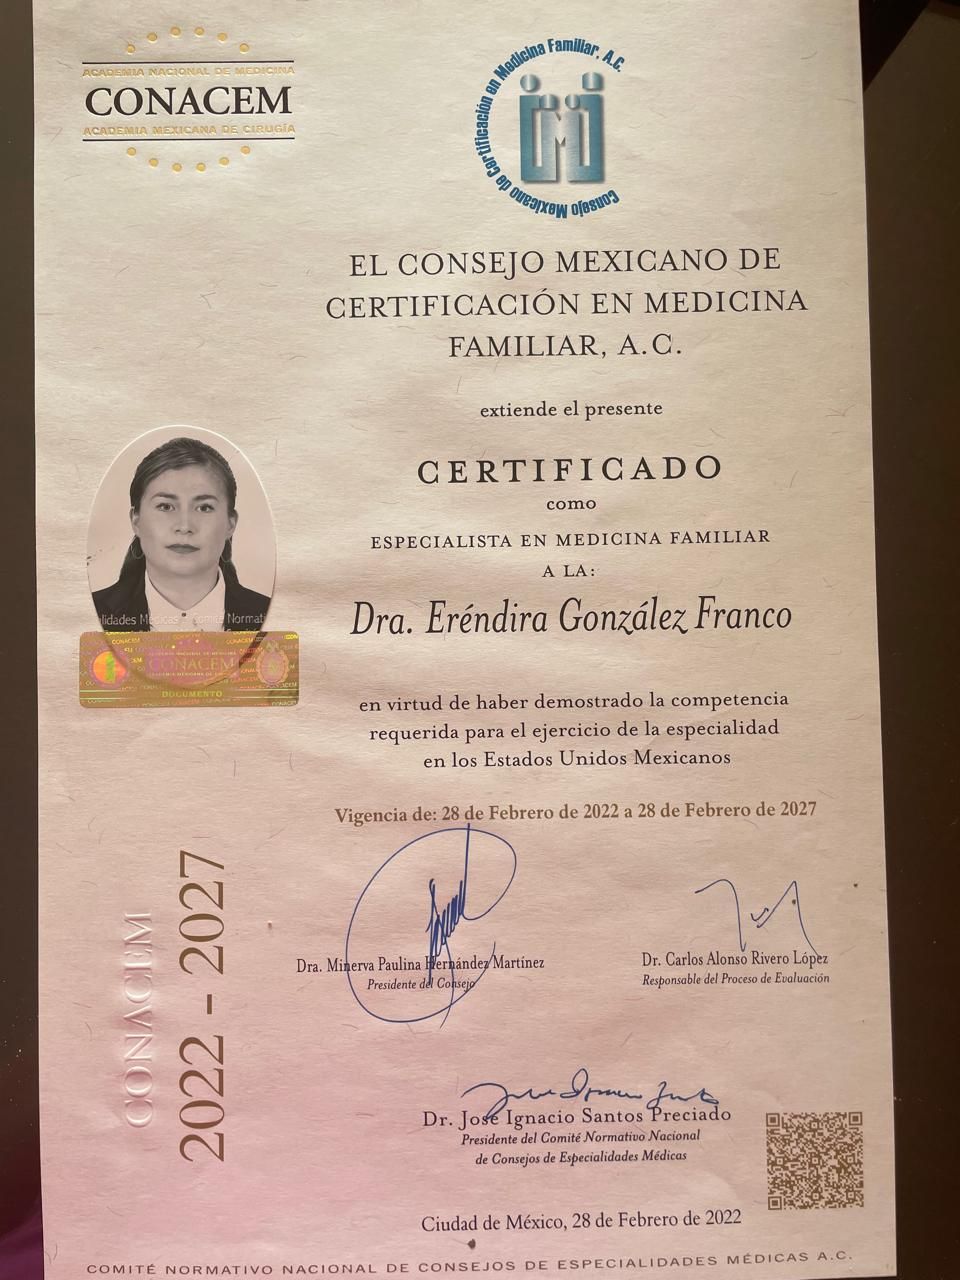 ACADEMIA NACIONAL DE MEDICINA
CONACEM
ACADEMIA MEXICANA DE CIRUGÍA
Consejo Mexicano de Certificación en Medicina Familiar, A.C.
EL CONSEJO MEXICANO DE
CERTIFICACIÓN EN MEDICINA
FAMILIAR, A.C.
extiende el presente
CERTIFICADO
como
ESPECIALISTA EN MEDICINA FAMILIAR
A LA:
Dra. Eréndira González Franco
lidades Médicas Comité Normati
CONACEM
DOCUMENTO
en virtud de haber demostrado la competencia
requerida para el ejercicio de la especialidad
en los Estados Unidos Mexicanos
Vigencia de: 28 de Febrero de 2022 a 28 de Febrero de 2027
CONACEM
2022 - 2027
Dra. Minerva Paulina Hernández Martínez
Presidente del Consejo
Dr. Carlos Alonso Rivero López
Responsable del Proceso de Evaluación
Dr. José Ignacio Santos Preciado
Presidente del Comité Normativo Nacional
de Consejos de Especialidades Médicas
Ciudad de México, 28 de Febrero de 2022
COMITÉ NORMATIVO NACIONAL DE CONSEJOS DE ESPECIALIDADES MÉDICAS A.C.